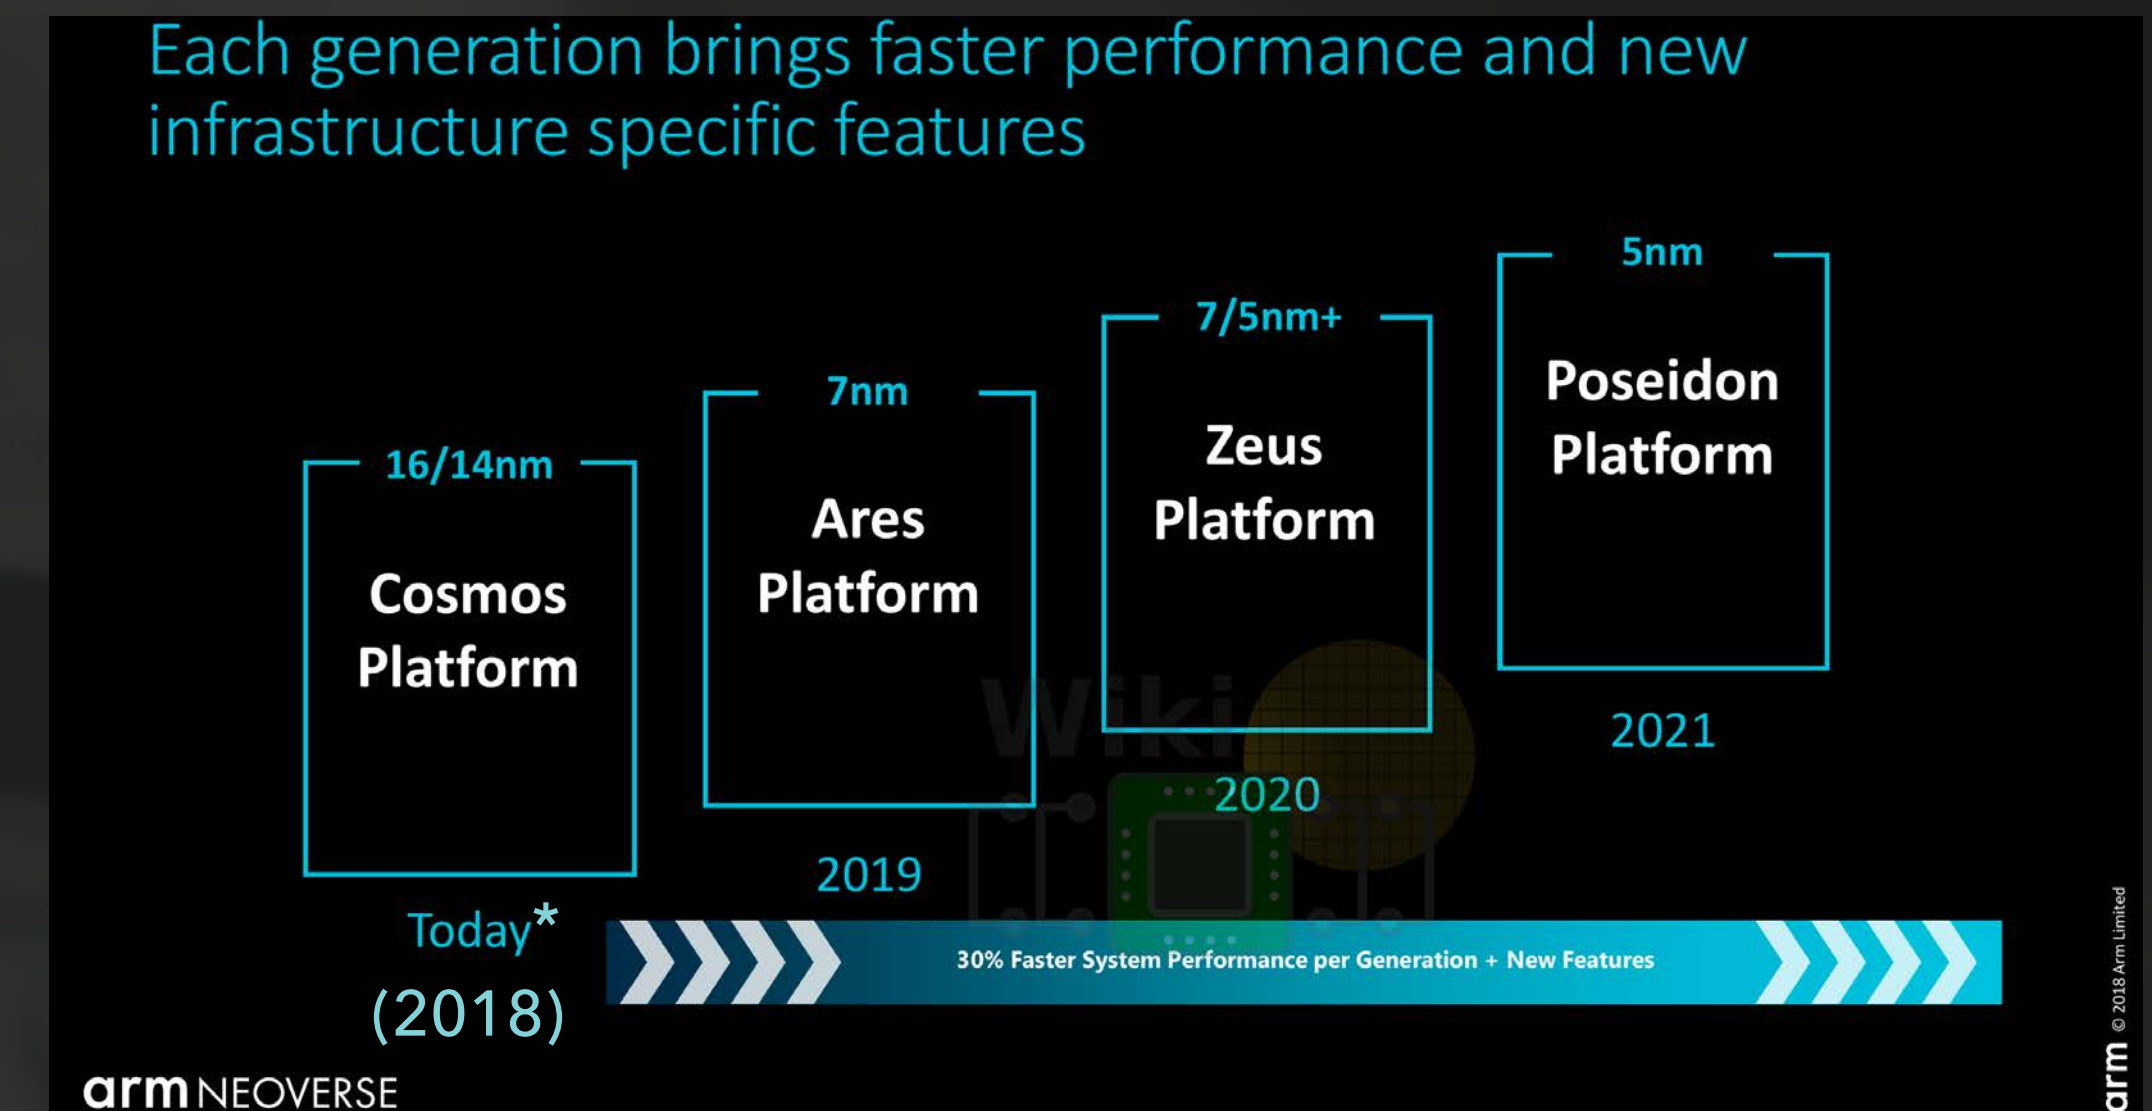 Each generation brings faster performance and new
infrastructure specific features
16/14nm
Cosmos
Platform
Today*
(2018)
7nm
Ares
Platform
2019
7/5nm+
Zeus
Platform
2020
5nm
Poseidon
Platform
2021
Wiki
30% Faster System Performance per Generation + New Features
arm NEOVERSE
arm © 2018 Arm Limited